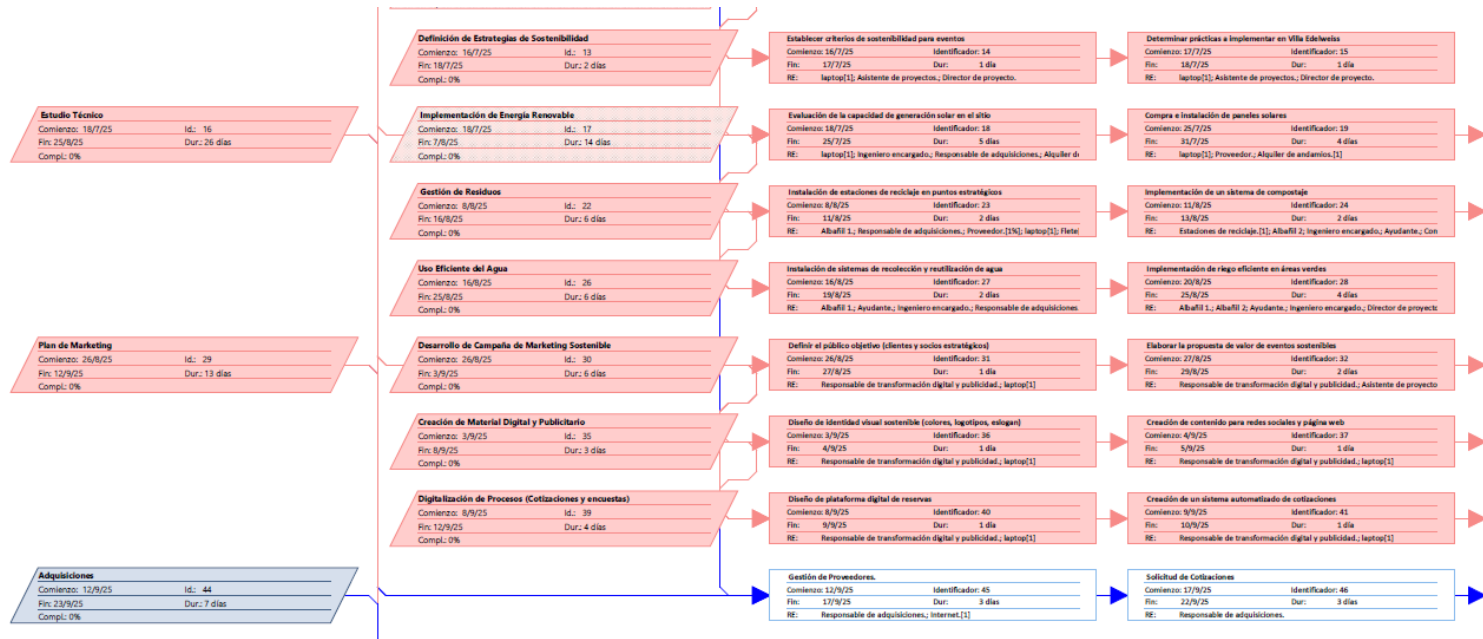 Definición de Estrategias de Sostenibilidad
Comienzo: 16/7/25 Id.: 13
Fin: 18/7/25 Dur.: 2 días
Compl.: 0%
Establecer criterios de sostenibilidad para eventos
Comienzo: 16/7/25 Identificador: 14
Fin: 17/7/25 Dur: 1 día
RE: laptop[1]; Asistente de proyectos.; Director de proyecto.
Determinar prácticas a implementar en Villa Edelweiss
Comienzo: 17/7/25 Identificador: 15
Fin: 18/7/25 Dur: 1 día
RE: laptop[1]; Asistente de proyectos.; Director de proyecto.
Estudio Técnico
Comienzo: 18/7/25 Id.: 16
Fin: 25/8/25 Dur.: 26 días
Compl.: 0%
Implementación de Energía Renovable
Comienzo: 18/7/25 Id.: 17
Fin: 7/8/25 Dur.: 14 días
Compl.: 0%
Evaluación de la capacidad de generación solar en el sitio
Comienzo: 18/7/25 Identificador: 18
Fin: 25/7/25 Dur: 5 días
RE: laptop[1]; Ingeniero encargado.; Responsable de adquisiciones.; Alquiler de
Compra e instalación de paneles solares
Comienzo: 25/7/25 Identificador: 19
Fin: 31/7/25 Dur: 4 días
RE: laptop[1]; Proveedor.; Alquiler de andamios.[1]
Gestión de Residuos
Comienzo: 8/8/25 Id.: 22
Fin: 16/8/25 Dur.: 6 días
Compl.: 0%
Instalación de estaciones de reciclaje en puntos estratégicos
Comienzo: 8/8/25 Identificador: 23
Fin: 11/8/25 Dur: 2 días
RE: Albañil 1.; Responsable de adquisiciones.; Proveedor.[1%]; laptop[1]; Flete[
Implementación de un sistema de compostaje
Comienzo: 11/8/25 Identificador: 24
Fin: 13/8/25 Dur: 2 días
RE: Estaciones de reciclaje.[1]; Albañil 2; Ingeniero encargado.; Ayudante.; Con
Uso Eficiente del Agua
Comienzo: 16/8/25 Id.: 26
Fin: 25/8/25 Dur.: 6 días
Compl.: 0%
Instalación de sistemas de recolección y reutilización de agua
Comienzo: 16/8/25 Identificador: 27
Fin: 19/8/25 Dur: 2 días
RE: Albañil 1.; Ayudante.; Ingeniero encargado.; Responsable de adquisiciones
Implementación de riego eficiente en áreas verdes
Comienzo: 20/8/25 Identificador: 28
Fin: 25/8/25 Dur: 4 días
RE: Albañil 1.; Albañil 2; Ayudante.; Ingeniero encargado.; Director de proyecto
Plan de Marketing
Comienzo: 26/8/25 Id.: 29
Fin: 12/9/25 Dur.: 13 días
Compl.: 0%
Desarrollo de Campaña de Marketing Sostenible
Comienzo: 26/8/25 Id.: 30
Fin: 3/9/25 Dur.: 6 días
Compl.: 0%
Definir el público objetivo (clientes y socios estratégicos)
Comienzo: 26/8/25 Identificador: 31
Fin: 27/8/25 Dur: 1 día
RE: Responsable de transformación digital y publicidad.; laptop[1]
Elaborar la propuesta de valor de eventos sostenibles
Comienzo: 27/8/25 Identificador: 32
Fin: 29/8/25 Dur: 2 días
RE: Responsable de transformación digital y publicidad.; Asistente de proyecto
Creación de Material Digital y Publicitario
Comienzo: 3/9/25 Id.: 35
Fin: 8/9/25 Dur.: 3 días
Compl.: 0%
Diseño de identidad visual sostenible (colores, logotipos, eslogan)
Comienzo: 3/9/25 Identificador: 36
Fin: 4/9/25 Dur: 1 día
RE: Responsable de transformación digital y publicidad.; laptop[1]
Creación de contenido para redes sociales y página web
Comienzo: 4/9/25 Identificador: 37
Fin: 5/9/25 Dur: 1 día
RE: Responsable de transformación digital y publicidad.; laptop[1]
Digitalización de Procesos (Cotizaciones y encuestas)
Comienzo: 8/9/25 Id.: 39
Fin: 12/9/25 Dur.: 4 días
Compl.: 0%
Diseño de plataforma digital de reservas
Comienzo: 8/9/25 Identificador: 40
Fin: 9/9/25 Dur: 1 día
RE: Responsable de transformación digital y publicidad.; laptop[1]
Creación de un sistema automatizado de cotizaciones
Comienzo: 9/9/25 Identificador: 41
Fin: 10/9/25 Dur: 1 día
RE: Responsable de transformación digital y publicidad.; laptop[1]
Adquisiciones
Comienzo: 12/9/25 Id.: 44
Fin: 23/9/25 Dur.: 7 días
Compl.: 0%
Gestión de Proveedores.
Comienzo: 12/9/25 Identificador: 45
Fin: 17/9/25 Dur: 3 días
RE: Responsable de adquisiciones.; Internet.[1]
Solicitud de Cotizaciones
Comienzo: 17/9/25 Identificador: 46
Fin: 22/9/25 Dur: 3 días
RE: Responsable de adquisiciones.